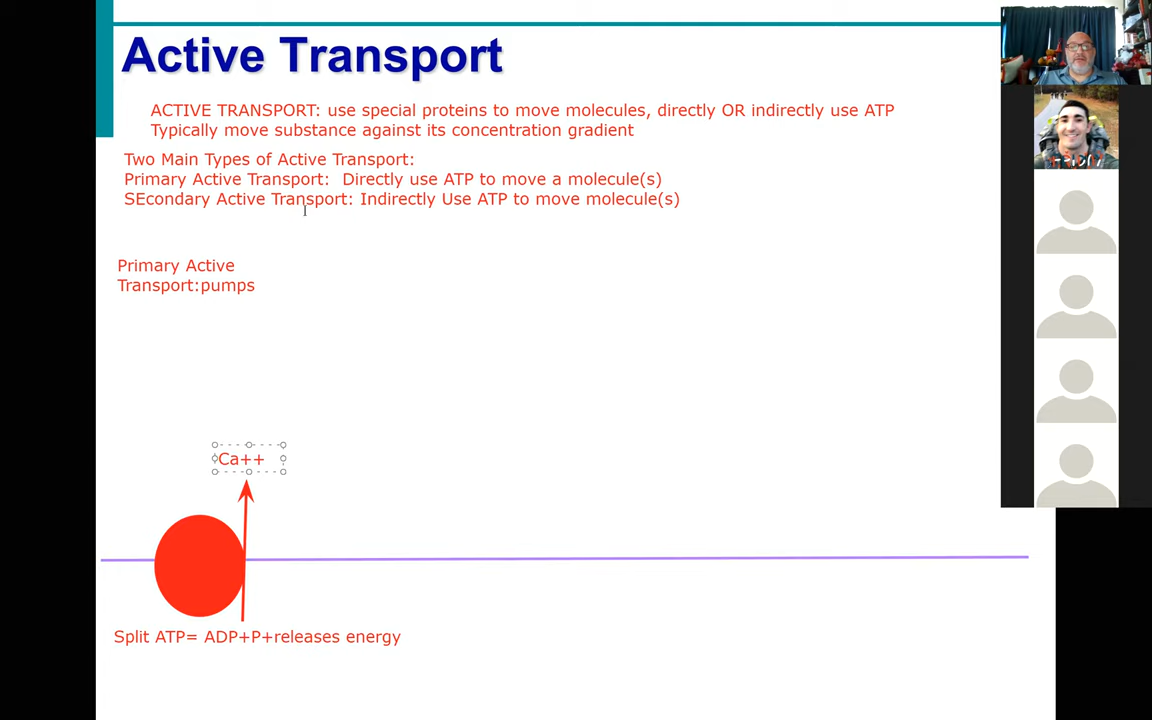 Active Transport
ACTIVE TRANSPORT: use special proteins to move molecules, directly OR indirectly use ATP
Typically move substance against its concentration gradient
Two Main Types of Active Transport:
Primary Active Transport:  Directly use ATP to move a molecule(s)
SEcondary Active Transport: Indirectly Use ATP to move molecule(s)
Primary Active
Transport:pumps
Ca++
Split ATP= ADP+P+releases energy